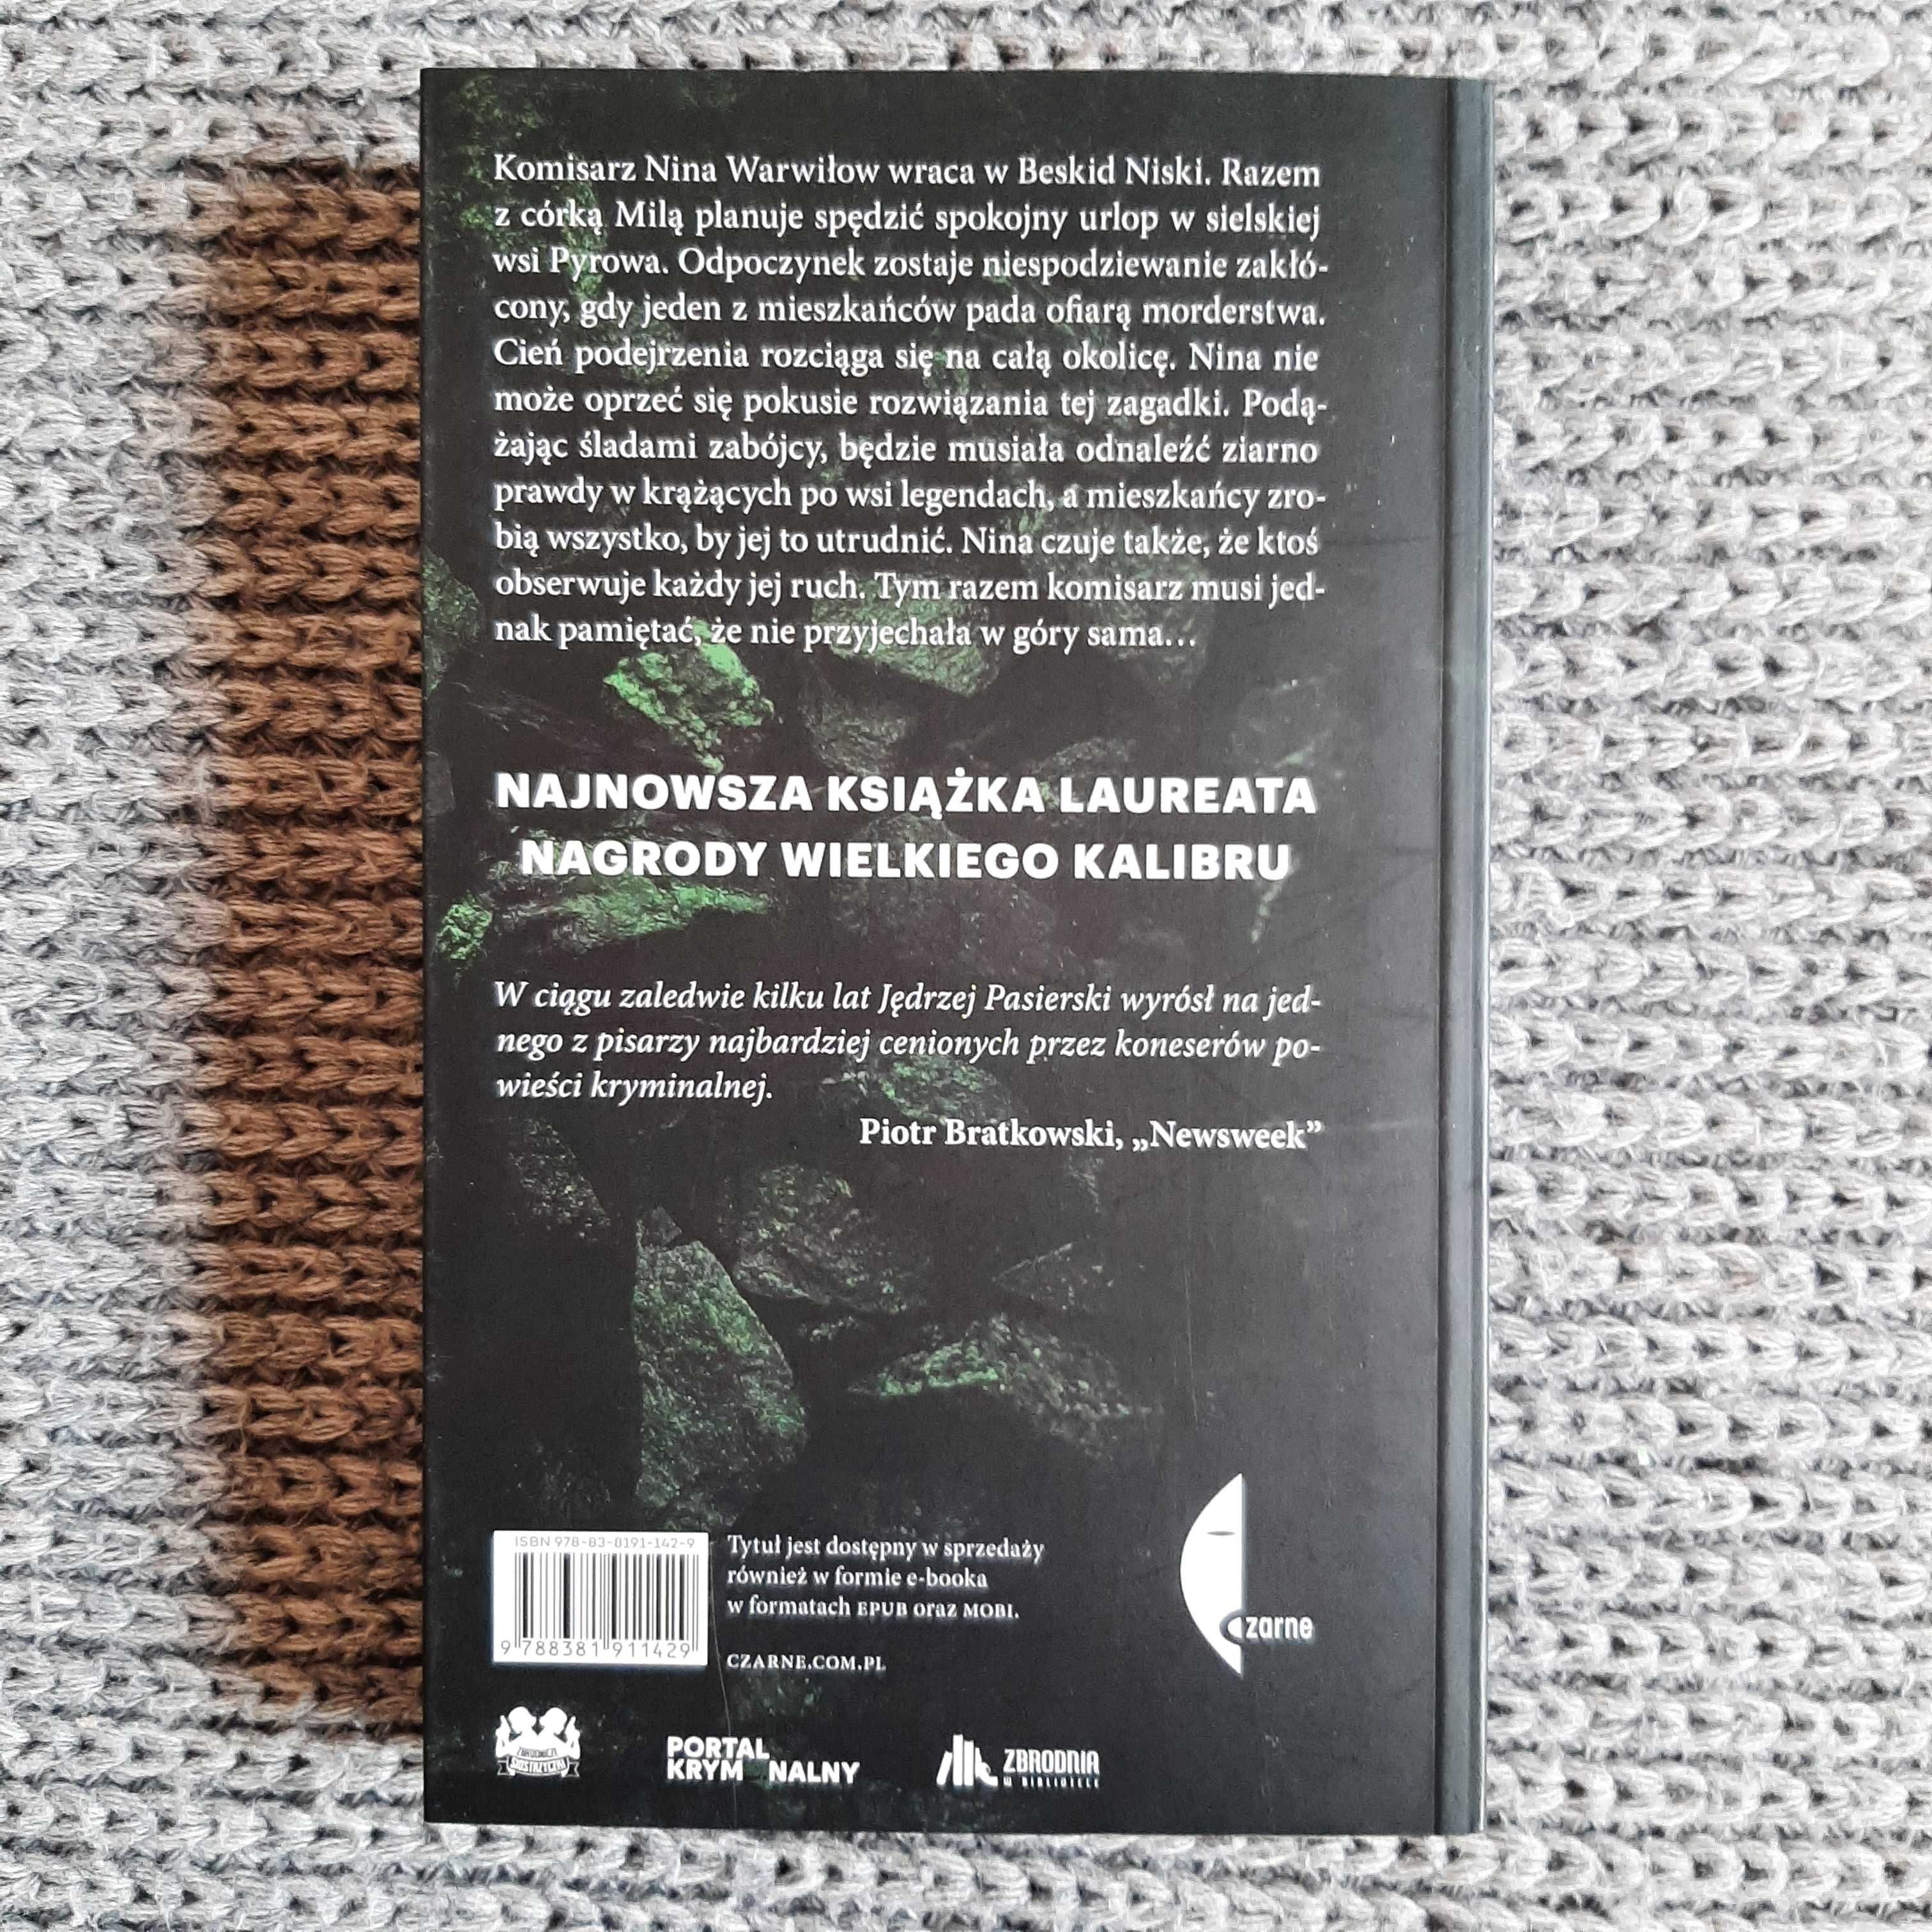 Komisarz Nina Warwiłow wraca w Beskid Niski. Razem
z córką Milą planuje spędzić spokojny urlop w sielskiej
wsi Pyrowa. Odpoczynek zostaje niespodziewanie zakłó-
cony, gdy jeden z mieszkańców pada ofiarą morderstwa.
Cień podejrzenia rozciąga się na całą okolicę. Nina nie
może oprzeć się pokusie rozwiązania tej zagadki. Podą-
żając śladami zabójcy, będzie musiała odnaleźć ziarno
prawdy w krążących po wsi legendach, a mieszkańcy zro-
bią wszystko, by jej to utrudnić. Nina czuje także, że ktoś
obserwuje każdy jej ruch. Tym razem komisarz musi jed-
nak pamiętać, że nie przyjechała w góry sama…
NAJNOWSZA KSIĄŻKA LAUREATA
NAGRODY WIELKIEGO KALIBRU
W ciągu zaledwie kilku lat Jędrzej Pasierski wyrósł na jed-
nego z pisarzy najbardziej cenionych przez koneserów po-
wieści kryminalnej.
Piotr Bratkowski, „Newsweek”
ISBN 978-83-8191-142-9
9 788381 911429
Tytuł jest dostępny w sprzedaży
również w formie e-booka
w formatach EPUB oraz MOBI.
CZARNE.COM.PL
czarne
ZBRODNICZE
SIOSTRZYCZKI
PORTAL
KRYM NALNY
ZBRODNIA
W BIBLIOTECE